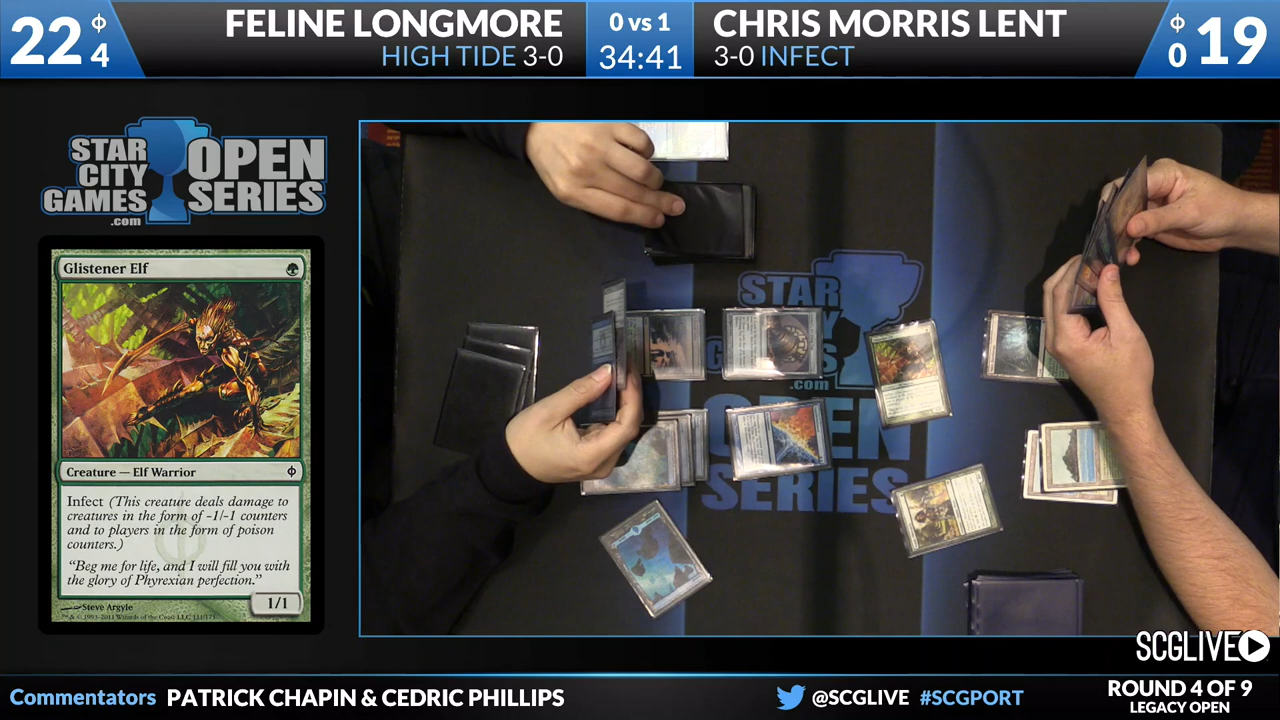 22 Φ 4
FELINE LONGMORE
HIGH TIDE 3-0
0 vs 1
34:41
CHRIS MORRIS LENT
3-0 INFECT
Φ 0 19
STAR CITY GAMES .com OPEN SERIES
Glistener Elf
Creature — Elf Warrior
Infect (This creature deals damage to
creatures in the form of -1/-1 counters
and to players in the form of poison
counters.)
"Beg me for life, and I will fill you with
the glory of Phyrexian perfection."
Steve Argyle
1/1
STAR
.com
OPEN
SERIES
SCGLIVE
Commentators PATRICK CHAPIN & CEDRIC PHILLIPS
@SCGLIVE #SCGPORT
ROUND 4 OF 9
LEGACY OPEN